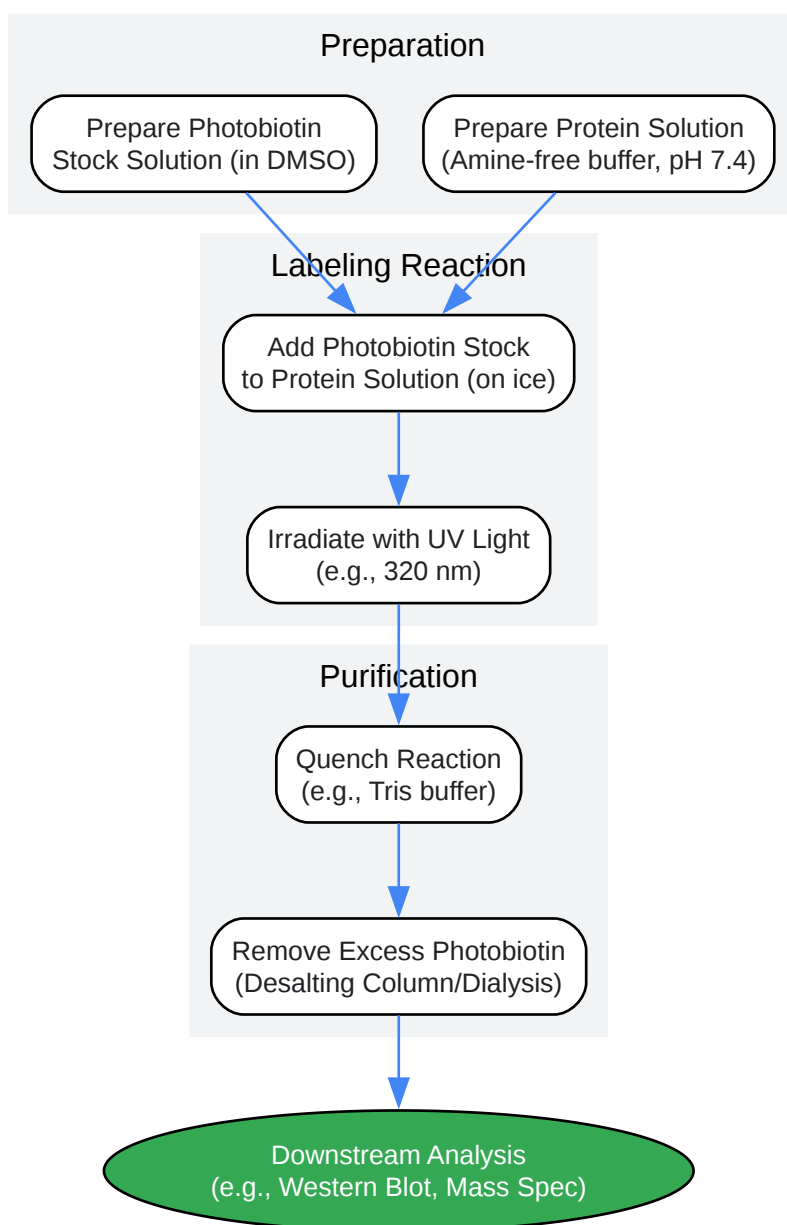 Preparation
Prepare Photobiotin
Stock Solution (in DMSO)
Prepare Protein Solution
(Amine-free buffer, pH 7.4)
Labeling Reaction
Add Photobiotin Stock
to Protein Solution (on ice)
Irradiate with UV Light
(e.g., 320 nm)
Purification
Quench Reaction
(e.g., Tris buffer)
Remove Excess Photobiotin
(Desalting Column/Dialysis)
Downstream Analysis
(e.g., Western Blot, Mass Spec)